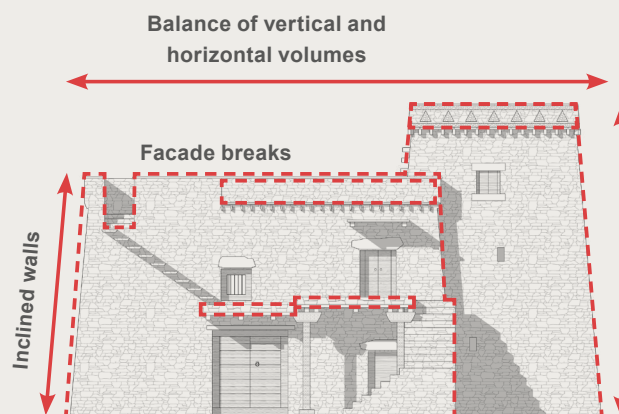 Balance of vertical and
horizontal volumes
Facade breaks
Inclined walls